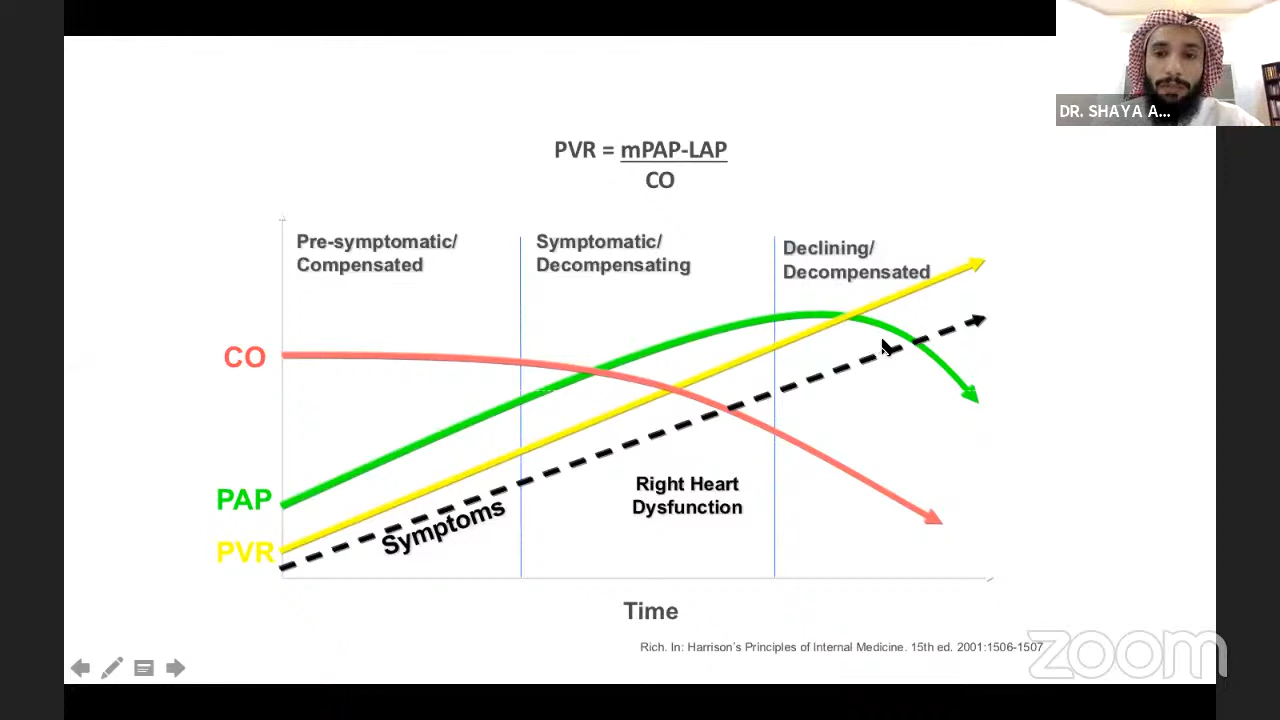 DR. SHAYA A...
PVR = mPAP-LAP
CO
Pre-symptomatic/
Compensated
Symptomatic/
Decompensating
Declining/
Decompensated
CO
PAP
PVR
Symptoms
Right Heart
Dysfunction
Time
Rich. In: Harrison´s Principles of Internal Medicine. 15th ed. 2001:1506-1507
zoom